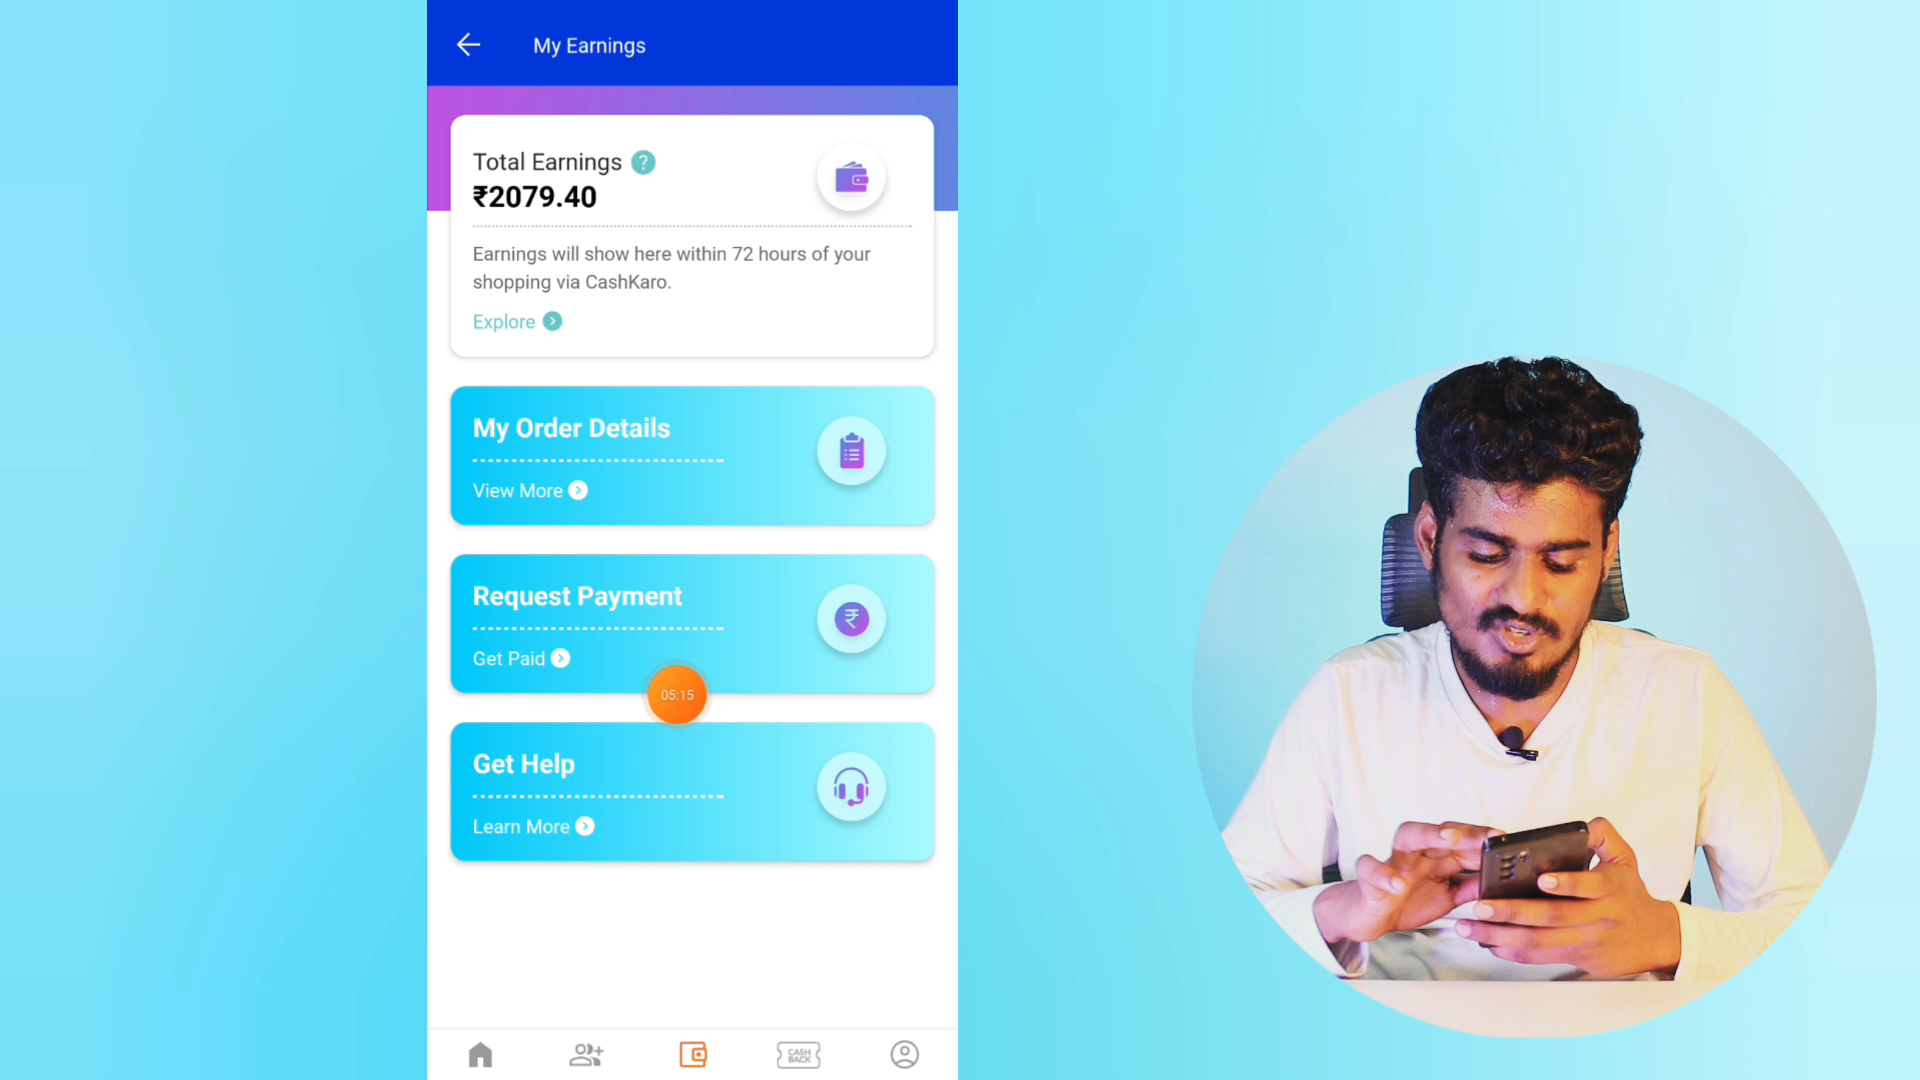 My Earnings
Total Earnings ?
₹2079.40
Earnings will show here within 72 hours of your
shopping via CashKaro.
Explore
My Order Details
View More
Request Payment
₹
Get Paid
05:15
Get Help
Learn More
CASH
BACK